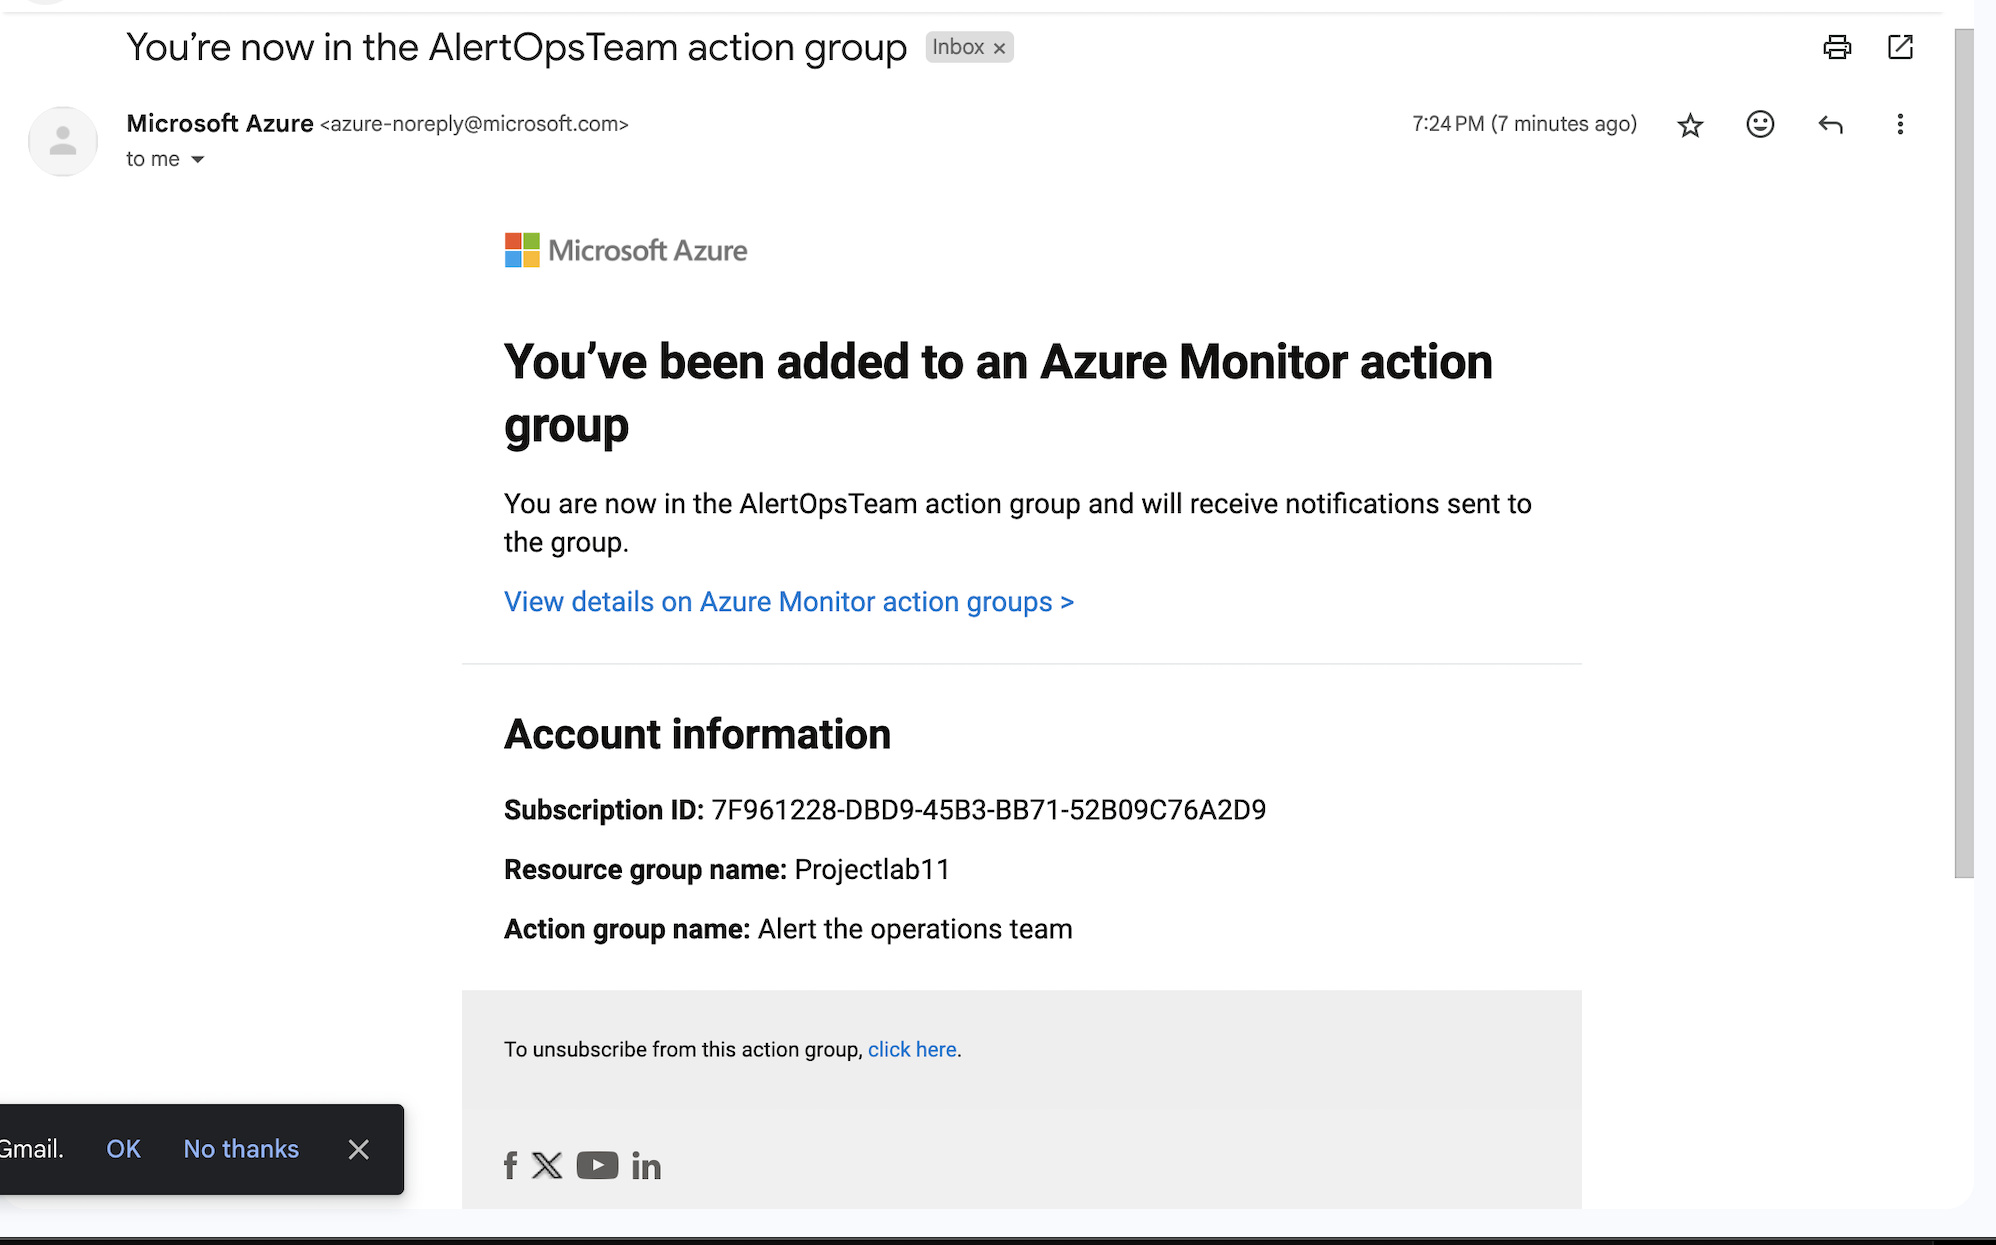 You’re now in the AlertOpsTeam action group Inbox ×
Microsoft Azure <azure-noreply@microsoft.com> 7:24 PM (7 minutes ago)
to me
Microsoft Azure
You’ve been added to an Azure Monitor action
group
You are now in the AlertOpsTeam action group and will receive notifications sent to
the group.
View details on Azure Monitor action groups >
Account information
Subscription ID: 7F961228-DBD9-45B3-BB71-52B09C76A2D9
Resource group name: Projectlab11
Action group name: Alert the operations team
To unsubscribe from this action group, click here.
Gmail. OK No thanks
f X in